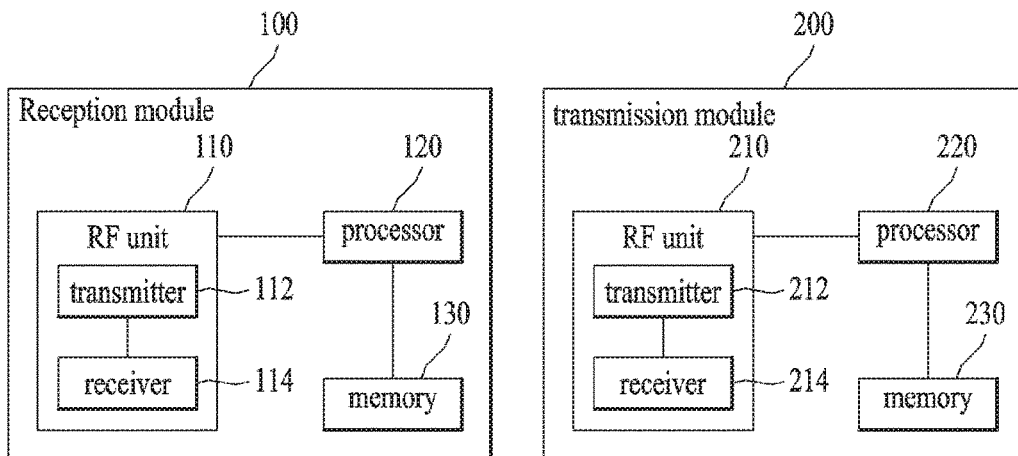 100
200
Reception module
transmission module
110
120
210
220
RF unit
processor
RF unit
processor
transmitter
112
transmitter
212
130
230
receiver
114
memory
receiver
214
memory